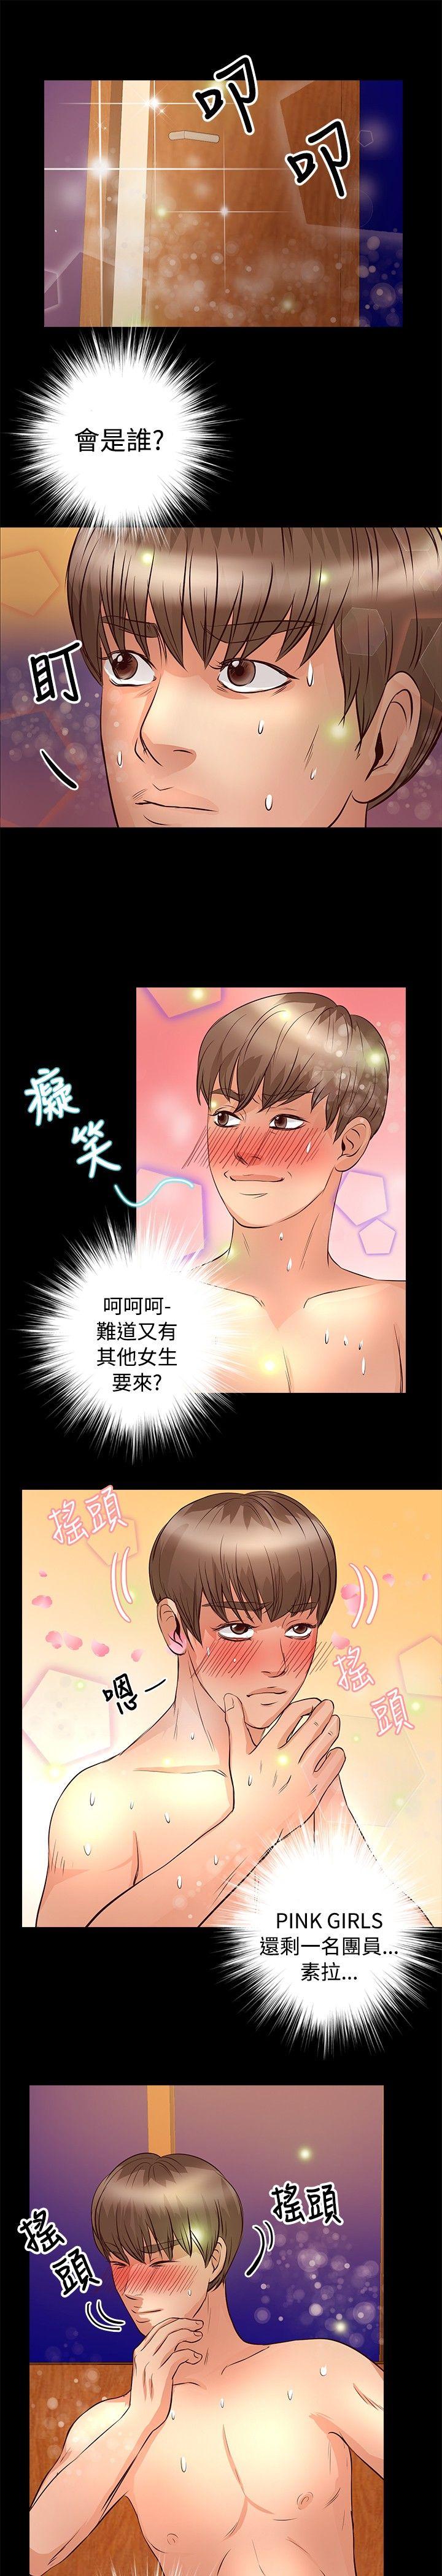 叩
叩
會是誰?
盯
癡
笑
呵呵呵-
難道又有
其他女生
要來?
搖頭
嗯
搖
頭
PINK GIRLS
還剩一名團員...
素拉...
搖頭
搖
頭